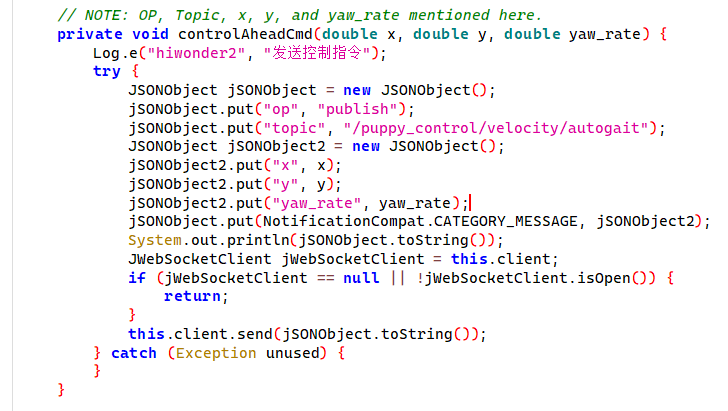 // NOTE: OP, Topic, x, y, and yaw_rate mentioned here.
private void controlAheadCmd(double x, double y, double yaw_rate) {
    Log.e("hiwonder2", "发送控制指令");
    try {
        JSONObject jSONObject = new JSONObject();
        jSONObject.put("op", "publish");
        jSONObject.put("topic", "/puppy_control/velocity/autogait");
        JSONObject jSONObject2 = new JSONObject();
        jSONObject2.put("x", x);
        jSONObject2.put("y", y);
        jSONObject2.put("yaw_rate", yaw_rate);
        jSONObject.put(NotificationCompat.CATEGORY_MESSAGE, jSONObject2);
        System.out.println(jSONObject.toString());
        JWebSocketClient jWebSocketClient = this.client;
        if (jWebSocketClient == null || !jWebSocketClient.isOpen()) {
            return;
        }
        this.client.send(jSONObject.toString());
    } catch (Exception unused) {
    }
}